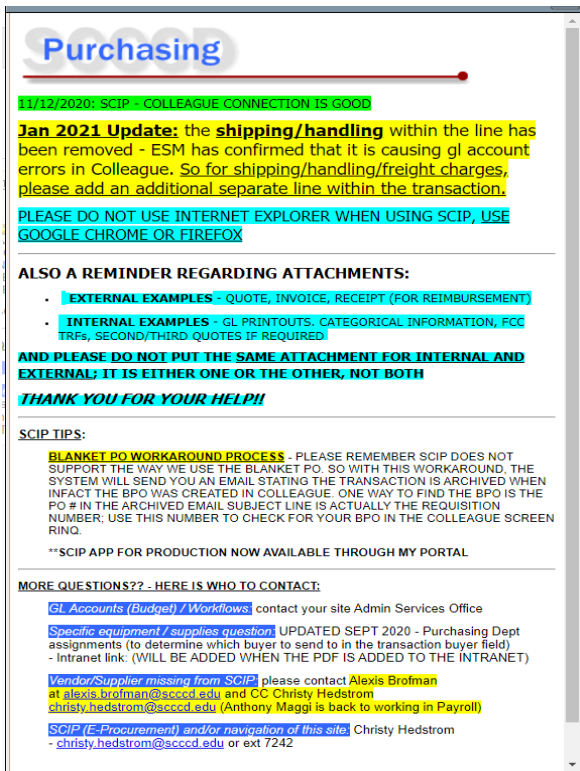 SCCCD
Purchasing
11/12/2020: SCIP - COLLEAGUE CONNECTION IS GOOD
Jan 2021 Update: the shipping/handling within the line has
been removed - ESM has confirmed that it is causing gl account
errors in Colleague. So for shipping/handling/freight charges,
please add an additional separate line within the transaction.
PLEASE DO NOT USE INTERNET EXPLORER WHEN USING SCIP, USE
GOOGLE CHROME OR FIREFOX
ALSO A REMINDER REGARDING ATTACHMENTS:
• EXTERNAL EXAMPLES - QUOTE, INVOICE, RECEIPT (FOR REIMBURSEMENT)
• INTERNAL EXAMPLES - GL PRINTOUTS. CATEGORICAL INFORMATION, FCC
TRFs, SECOND/THIRD QUOTES IF REQUIRED
AND PLEASE DO NOT PUT THE SAME ATTACHMENT FOR INTERNAL AND
EXTERNAL; IT IS EITHER ONE OR THE OTHER, NOT BOTH
THANK YOU FOR YOUR HELP!!
SCIP TIPS:
BLANKET PO WORKAROUND PROCESS - PLEASE REMEMBER SCIP DOES NOT
SUPPORT THE WAY WE USE THE BLANKET PO. SO WITH THIS WORKAROUND, THE
SYSTEM WILL SEND YOU AN EMAIL STATING THE TRANSACTION IS ARCHIVED WHEN
INFACT THE BPO WAS CREATED IN COLLEAGUE. ONE WAY TO FIND THE BPO IS THE
PO # IN THE ARCHIVED EMAIL SUBJECT LINE IS ACTUALLY THE REQUISITION
NUMBER; USE THIS NUMBER TO CHECK FOR YOUR BPO IN THE COLLEAGUE SCREEN
RINQ.
**SCIP APP FOR PRODUCTION NOW AVAILABLE THROUGH MY PORTAL
MORE QUESTIONS?? - HERE IS WHO TO CONTACT:
GL Accounts (Budget) / Workflows: contact your site Admin Services Office
Specific equipment / supplies question: UPDATED SEPT 2020 - Purchasing Dept
assignments (to determine which buyer to send to in the transaction buyer field)
- Intranet link: (WILL BE ADDED WHEN THE PDF IS ADDED TO THE INTRANET)
Vendor/Supplier missing from SCIP: please contact Alexis Brofman
at alexis.brofman@scccd.edu and CC Christy Hedstrom
christy.hedstrom@scccd.edu (Anthony Maggi is back to working in Payroll)
SCIP (E-Procurement) and/or navigation of this site: Christy Hedstrom
- christy.hedstrom@scccd.edu or ext 7242